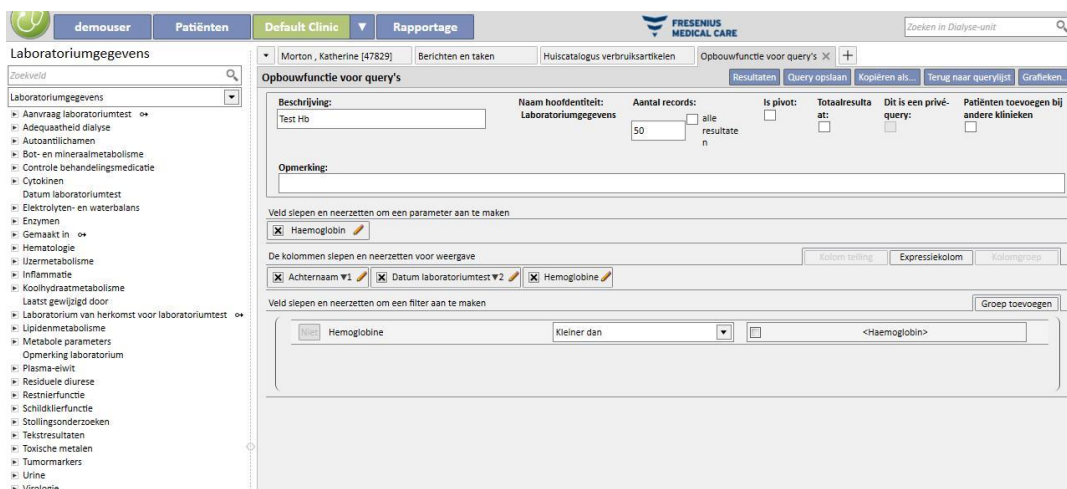 demouser Patiënten Default Clinic ▼ Rapportage FRESENIUS MEDICAL CARE Zoeken in Dialyse-unit
Laboratoriumgegevens
Zoekveld
Laboratoriumgegevens
Aanvraag laboratoriumtest
Adequaatheid dialyse
Autoantilichamen
Bot- en mineraalmetabolisme
Controle behandelingsmedicatie
Cytokinen
Datum laboratoriumtest
Elektrolyten- en waterbalans
Enzymen
Gemaakt in
Hematologie
IJzermetabolisme
Inflammatie
Koolhydraatmetabolisme
Laatst gewijzigd door
Laboratorium van herkomst voor laboratoriumtest
Lipidenmetabolisme
Metabole parameters
Opmerking laboratorium
Plasma-eiwit
Residuele diurese
Restnierfunctie
Schildklierfunctie
Stollingsonderzoeken
Tekstresultaten
Toxische metalen
Tumormarkers
Urine
Virologie
Morton , Katherine [47829] Berichten en taken Huiscatalogus verbruiksartikelen Opbouwfunctie voor query's
Opbouwfunctie voor query's Resultaten Query opslaan Kopiëren als... Terug naar querylijst Grafieken...
Beschrijving: Naam hoofdentiteit: Aantal records: Is pivot: Totaalresulta Dit is een privé- Patiënten toevoegen bij
Test Hb Laboratoriumgegevens alle at: query: andere klinieken
50 resultate
n
Opmerking:
Veld slepen en neerzetten om een parameter aan te maken
Haemoglobin
De kolommen slepen en neerzetten voor weergave Kolom telling Expressiekolom Kolomgroep
Achternaam ▼1 Datum laboratoriumtest ▼2 Hemoglobine
Veld slepen en neerzetten om een filter aan te maken Groep toevoegen
Niet Hemoglobine Kleiner dan <Haemoglobin>